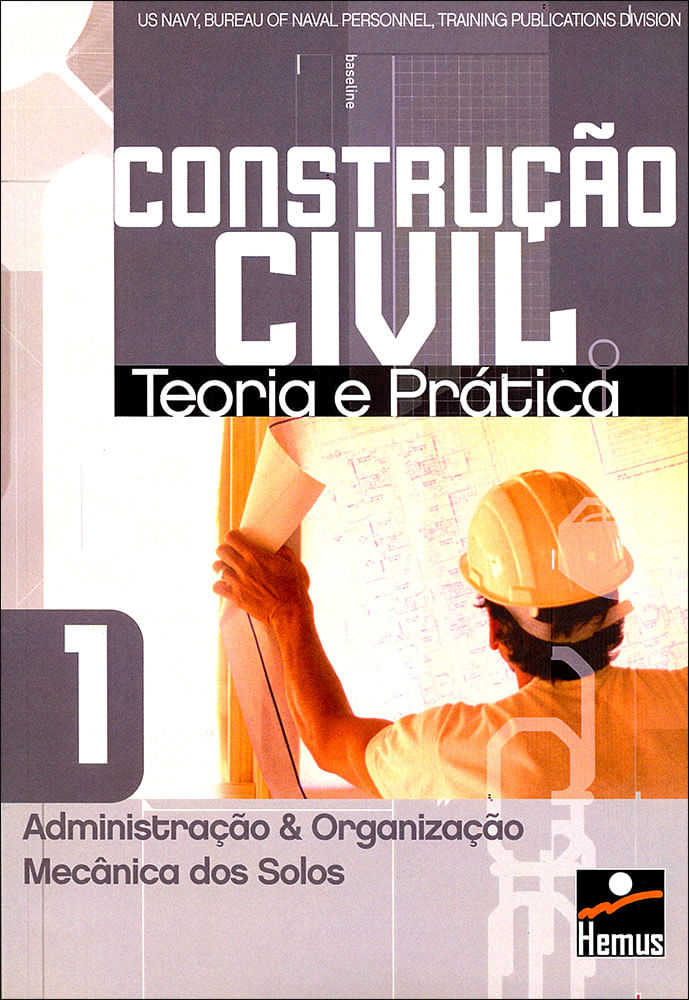 US NAVY, BUREAU OF NAVAL PERSONNEL, TRAINING PUBLICATIONS DIVISION
baseline
CONSTRUÇÃO
CIVIL
Teoria e Prática
1
Administração & Organização
Mecânica dos Solos
Hemus